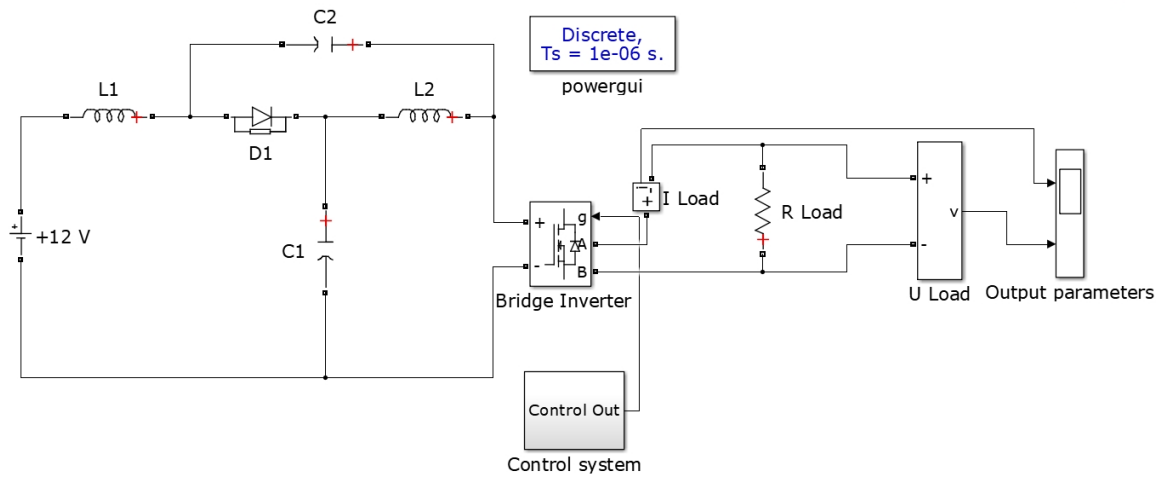 C2
Discrete,
Ts = 1e-06 s.
powergui
L1
L2
D1
+12 V
C1
+
-
g
A
B
Bridge Inverter
I Load
+
-
R Load
+
-
v
U Load
Output parameters
Control Out
Control system